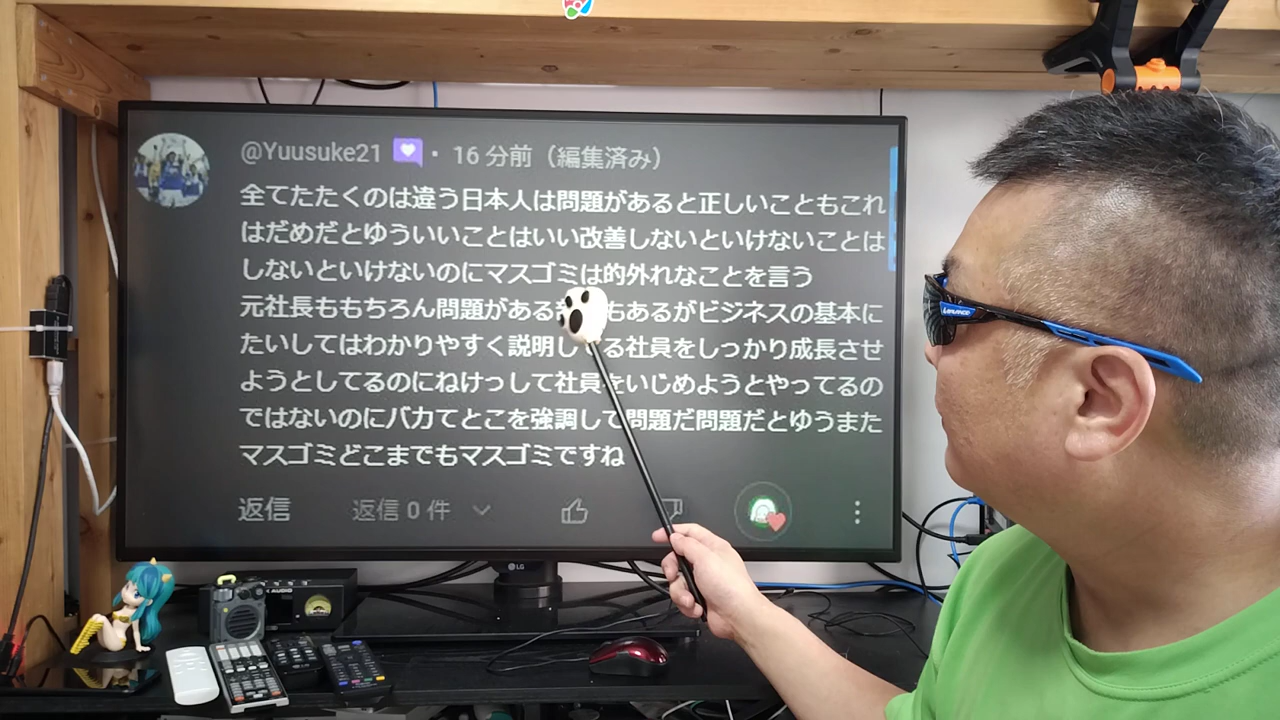 @Yuusuke21 ・ 16 分前（編集済み）
全てたたくのは違う日本人は問題があると正しいこともこれ
はだめだとゆういいことはいい改善しないといけないことは
しないといけないのにマスゴミは的外れなことを言う
元社長ももちろん問題がある もあるがビジネスの基本に
たいしてはわかりやすく説明してる社員をしっかり成長させ
ようとしてるのにねけっして社員をいじめようとやってるの
ではないのにバカてとこを強調して問題だ問題だとゆうまた
マスゴミどこまでもマスゴミですね
返信 返信 0 件
LG
AUDIO